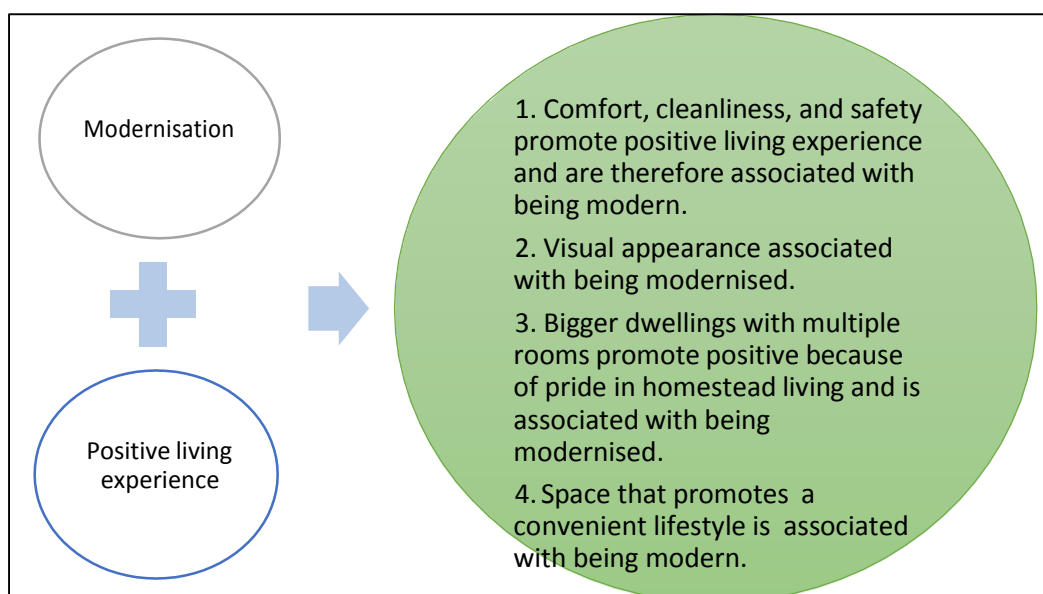 Modernisation
Positive living
experience
1. Comfort, cleanliness, and safety
promote positive living experience
and are therefore associated with
being modern.
2. Visual appearance associated
with being modernised.
3. Bigger dwellings with multiple
rooms promote positive because
of pride in homestead living and is
associated with being
modernised.
4. Space that promotes a
convenient lifestyle is associated
with being modern.